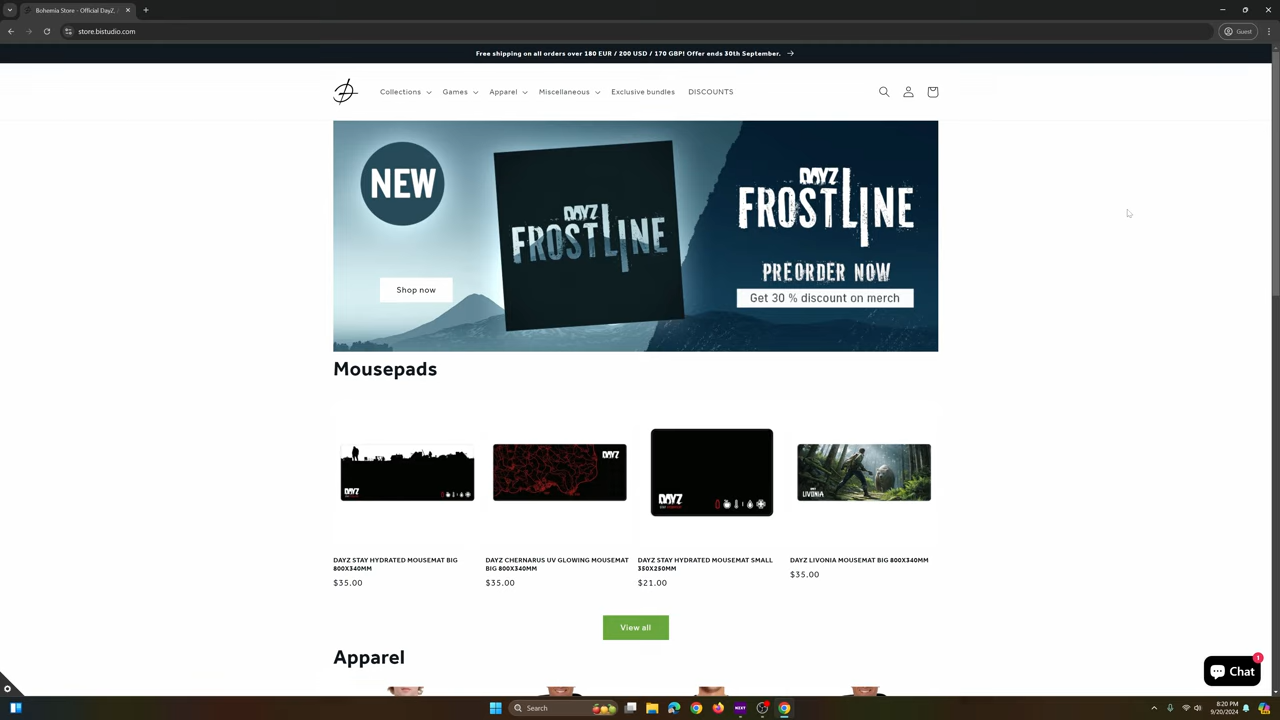 Bohemia Store - Official DayZ, A
store.bistudio.com
Guest
Free shipping on all orders over 180 EUR / 200 USD / 170 GBP! Offer ends 30th September.
Collections
Games
Apparel
Miscellaneous
Exclusive bundles
DISCOUNTS
NEW
DAYZ
FROSTLINE
Shop now
DAYZ
FROSTLINE
PREORDER NOW
Get 30 % discount on merch
Mousepads
DAYZ
DAYZ
DAYZ
LIVONIA
DAYZ STAY HYDRATED MOUSEMAT BIG
800X340MM
$35.00
DAYZ CHERNARUS UV GLOWING MOUSEMAT
BIG 800X340MM
$35.00
DAYZ STAY HYDRATED MOUSEMAT SMALL
350X250MM
$21.00
DAYZ LIVONIA MOUSEMAT BIG 800X340MM
$35.00
View all
Apparel
Chat
1
Search
NEXT
8:20 PM
9/20/2024